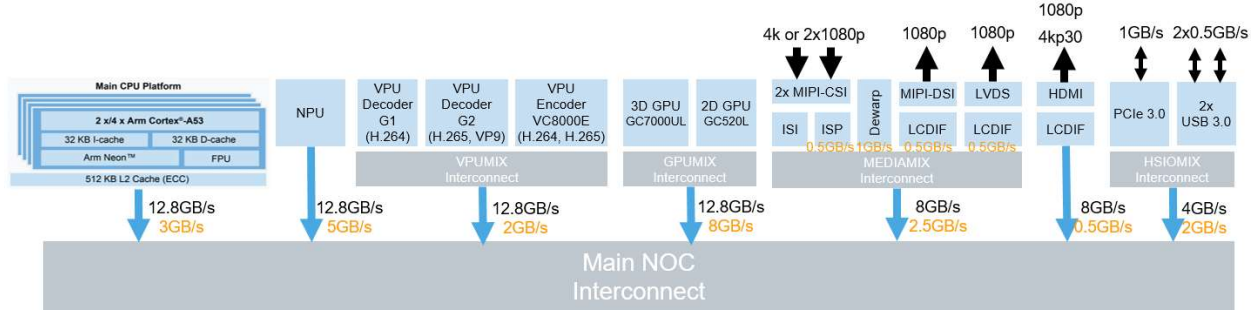 1080p
4k or 2x1080p
1080p
1080p
4kp30
1GB/s
2x0.5GB/s
Main CPU Platform
2 x/4 x Arm Cortex®-A53
32 KB I-cache
32 KB D-cache
Arm Neon™
FPU
512 KB L2 Cache (ECC)
NPU
VPU
Decoder
G1
(H.264)
VPU
Decoder
G2
(H.265, VP9)
VPU
Encoder
VC8000E
(H.264, H.265)
VPUMIX
Interconnect
3D GPU
GC7000UL
2D GPU
GC520L
GPUMIX
Interconnect
2x MIPI-CSI
ISI
ISP
0.5GB/s
Dewarp
1GB/s
MIPI-DSI
LCDIF
0.5GB/s
LVDS
LCDIF
0.5GB/s
MEDIAMIX
Interconnect
HDMI
LCDIF
PCIe 3.0
2x
USB 3.0
HSIOMIX
Interconnect
12.8GB/s
3GB/s
12.8GB/s
5GB/s
12.8GB/s
2GB/s
12.8GB/s
8GB/s
8GB/s
2.5GB/s
8GB/s
0.5GB/s
4GB/s
2GB/s
Main NOC
Interconnect